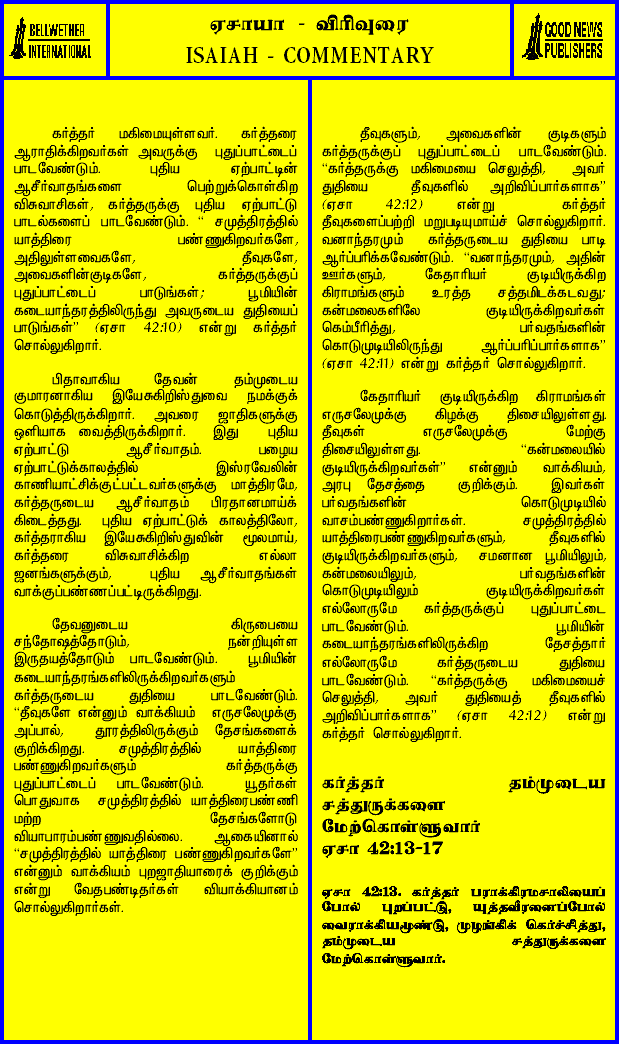 BELLWETHER
INTERNATIONAL
ஏசாயா - விரிவுரை
ISAIAH - COMMENTARY
GOOD NEWS
PUBLISHERS
கர்த்தர் மகிமையுள்ளவர். கர்த்தரை
ஆராதிக்கிறவர்கள் அவருக்கு புதுப்பாட்டைப்
பாடவேண்டும். புதிய ஏற்பாட்டின்
ஆசீர்வாதங்களை பெற்றுக்கொள்கிற
விசுவாசிகள், கர்த்தருக்கு புதிய ஏற்பாட்டு
பாடல்களைப் பாடவேண்டும். “ சமுத்திரத்தில்
யாத்திரை பண்ணுகிறவர்களே,
அதிலுள்ளவைகளே, தீவுகளே,
அவைகளின்குடிகளே, கர்த்தருக்குப்
புதுப்பாட்டைப் பாடுங்கள்; பூமியின்
கடையாந்தரத்திலிருந்து அவருடைய துதியைப்
பாடுங்கள்” (ஏசா 42:10) என்று கர்த்தர்
சொல்லுகிறார்.
பிதாவாகிய தேவன் தம்முடைய
குமாரனாகிய இயேசுகிறிஸ்துவை நமக்குக்
கொடுத்திருக்கிறார். அவரை ஜாதிகளுக்கு
ஒளியாக வைத்திருக்கிறார். இது புதிய
ஏற்பாட்டு ஆசீர்வாதம். பழைய
ஏற்பாட்டுக்காலத்தில் இஸ்ரவேலின்
காணியாட்சிக்குட்பட்டவர்களுக்கு மாத்திரமே,
கர்த்தருடைய ஆசீர்வாதம் பிரதானமாய்க்
கிடைத்தது. புதிய ஏற்பாட்டுக் காலத்திலோ,
கர்த்தராகிய இயேசுகிறிஸ்துவின் மூலமாய்,
கர்த்தரை விசுவாசிக்கிற எல்லா
ஜனங்களுக்கும், புதிய ஆசீர்வாதங்கள்
வாக்குப்பண்ணப்பட்டிருக்கிறது.
தேவனுடைய கிருபையை
சந்தோஷத்தோடும், நன்றியுள்ள
இருதயத்தோடும் பாடவேண்டும். பூமியின்
கடையாந்தரங்களிலிருக்கிறவர்களும்
கர்த்தருடைய துதியை பாடவேண்டும்.
“தீவுகளே என்னும் வாக்கியம் எருசலேமுக்கு
அப்பால், தூரத்திலிருக்கும் தேசங்களைக்
குறிக்கிறது. சமுத்திரத்தில் யாத்திரை
பண்ணுகிறவர்களும் கர்த்தருக்கு
புதுப்பாட்டைப் பாடவேண்டும். யூதர்கள்
பொதுவாக சமுத்திரத்தில் யாத்திரைபண்ணி
மற்ற தேசங்களோடு
வியாபாரம்பண்ணுவதில்லை. ஆகையினால்
“சமுத்திரத்தில் யாத்திரை பண்ணுகிறவர்களே”
என்னும் வாக்கியம் புறஜாதியாரைக் குறிக்கும்
என்று வேதபண்டிதர்கள் வியாக்கியானம்
சொல்லுகிறார்கள்.
தீவுகளும், அவைகளின் குடிகளும்
கர்த்தருக்குப் புதுப்பாட்டைப் பாடவேண்டும்.
“கர்த்தருக்கு மகிமையை செலுத்தி, அவர்
துதியை தீவுகளில் அறிவிப்பார்களாக”
(ஏசா 42:12) என்று கர்த்தர்
தீவுகளைப்பற்றி மறுபடியுமாய்ச் சொல்லுகிறார்.
வனாந்தரமும் கர்த்தருடைய துதியை பாடி
ஆர்ப்பரிக்கவேண்டும். “வனாந்தரமும், அதின்
ஊர்களும், கேதாரியர் குடியிருக்கிற
கிராமங்களும் உரத்த சத்தமிடக்கடவது;
கன்மலைகளிலே குடியிருக்கிறவர்கள்
கெம்பீரித்து, பர்வதங்களின்
கொடுமுடியிலிருந்து ஆர்ப்பரிப்பார்களாக”
(ஏசா 42:11) என்று கர்த்தர் சொல்லுகிறார்.
கேதாரியர் குடியிருக்கிற கிராமங்கள்
எருசலேமுக்கு கிழக்கு திசையிலுள்ளது.
தீவுகள் எருசலேமுக்கு மேற்கு
திசையிலுள்ளது. “கன்மலையில்
குடியிருக்கிறவர்கள்” என்னும் வாக்கியம்,
அரபு தேசத்தை குறிக்கும். இவர்கள்
பர்வதங்களின் கொடுமுடியில்
வாசம்பண்ணுகிறார்கள். சமுத்திரத்தில்
யாத்திரைபண்ணுகிறவர்களும், தீவுகளில்
குடியிருக்கிறவர்களும், சமனான பூமியிலும்,
கன்மலையிலும், பர்வதங்களின்
கொடுமுடியிலும் குடியிருக்கிறவர்கள்
எல்லோருமே கர்த்தருக்குப் புதுப்பாட்டை
பாடவேண்டும். பூமியின்
கடையாந்தரங்களிலிருக்கிற தேசத்தார்
எல்லோருமே கர்த்தருடைய துதியை
பாடவேண்டும். “கர்த்தருக்கு மகிமையைச்
செலுத்தி, அவர் துதியைத் தீவுகளில்
அறிவிப்பார்களாக” (ஏசா 42:12) என்று
கர்த்தர் சொல்லுகிறார்.
கர்த்தர் தம்முடைய
சத்துருக்களை
மேற்கொள்ளுவார்
ஏசா 42:13-17
ஏசா 42:13. கர்த்தர் பராக்கிரமசாலியைப்
போல் புறப்பட்டு, யுத்தவீரனைப்போல்
வைராக்கியமூண்டு, முழங்கிக் கெர்ச்சித்து,
தம்முடைய சத்துருக்களை
மேற்கொள்ளுவார்.